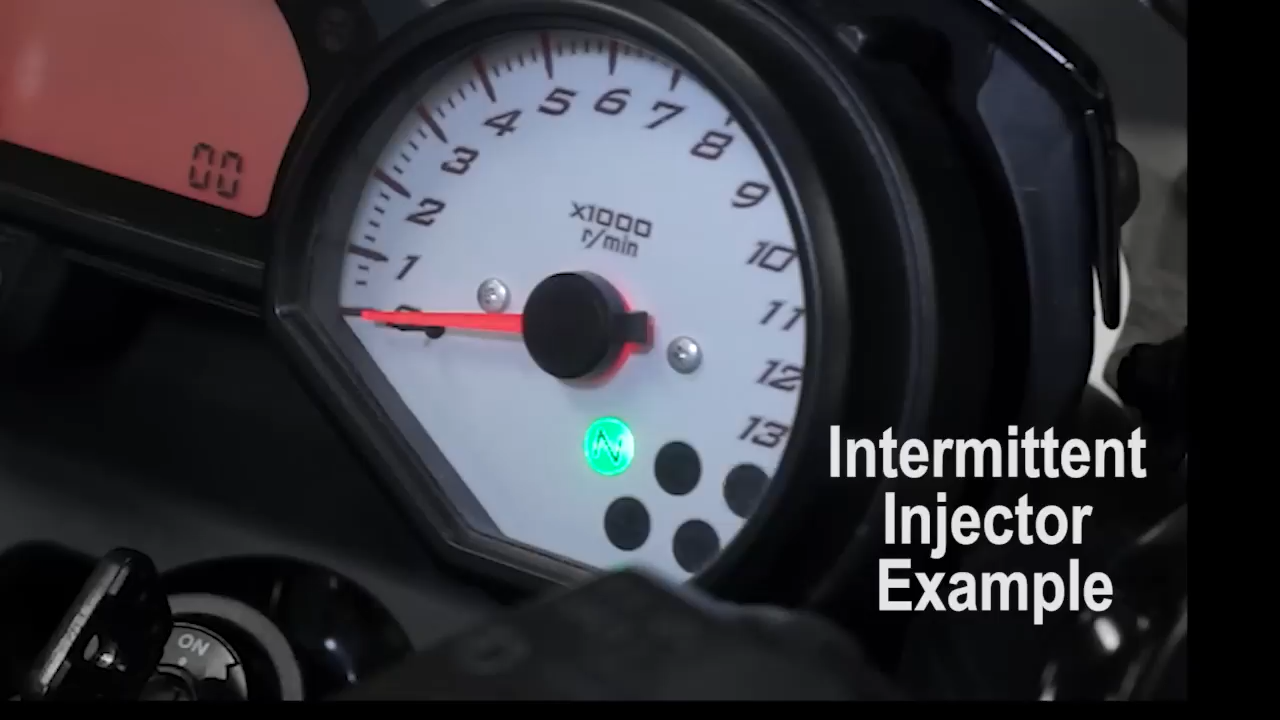 00
5
6
7
4
8
3
9
2
x1000
r/min
10
1
11
0
12
13
N
ON
Intermittent
Injector
Example